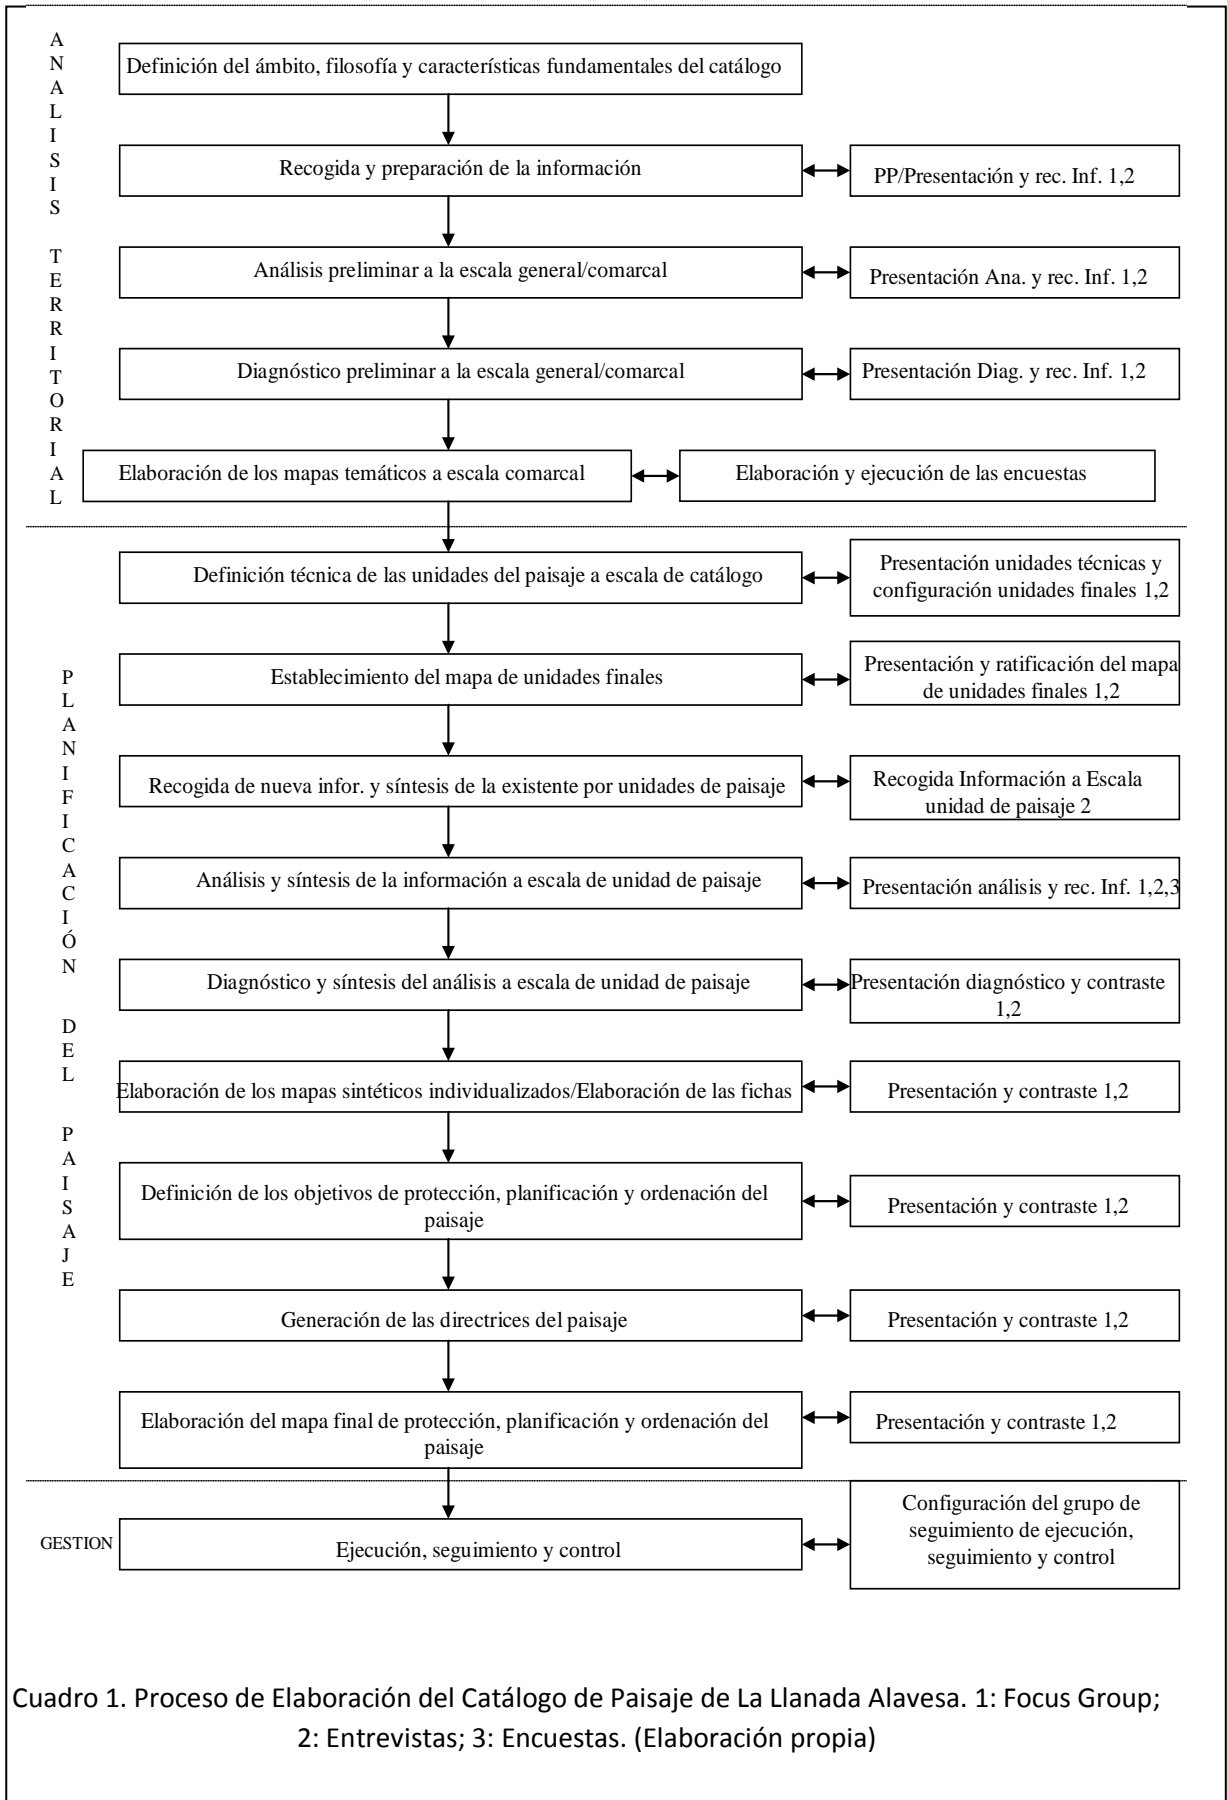 ANALISIS TERRITORIAL
Definición del ámbito, filosofía y características fundamentales del catálogo
Recogida y preparación de la información
PP/Presentación y rec. Inf. 1,2
Análisis preliminar a la escala general/comarcal
Presentación Ana. y rec. Inf. 1,2
Diagnóstico preliminar a la escala general/comarcal
Presentación Diag. y rec. Inf. 1,2
Elaboración de los mapas temáticos a escala comarcal
Elaboración y ejecución de las encuestas
PLANIFICACIÓN DEL PAISAJE
Definición técnica de las unidades del paisaje a escala de catálogo
Presentación unidades técnicas y
configuración unidades finales 1,2
Establecimiento del mapa de unidades finales
Presentación y ratificación del mapa
de unidades finales 1,2
Recogida de nueva infor. y síntesis de la existente por unidades de paisaje
Recogida Información a Escala
unidad de paisaje 2
Análisis y síntesis de la información a escala de unidad de paisaje
Presentación análisis y rec. Inf. 1,2,3
Diagnóstico y síntesis del análisis a escala de unidad de paisaje
Presentación diagnóstico y contraste
1,2
Elaboración de los mapas sintéticos individualizados/Elaboración de las fichas
Presentación y contraste 1,2
Definición de los objetivos de protección, planificación y ordenación del
paisaje
Presentación y contraste 1,2
Generación de las directrices del paisaje
Presentación y contraste 1,2
Elaboración del mapa final de protección, planificación y ordenación del
paisaje
Presentación y contraste 1,2
GESTION
Ejecución, seguimiento y control
Configuración del grupo de
seguimiento de ejecución,
seguimiento y control
Cuadro 1. Proceso de Elaboración del Catálogo de Paisaje de La Llanada Alavesa. 1: Focus Group;
2: Entrevistas; 3: Encuestas. (Elaboración propia)